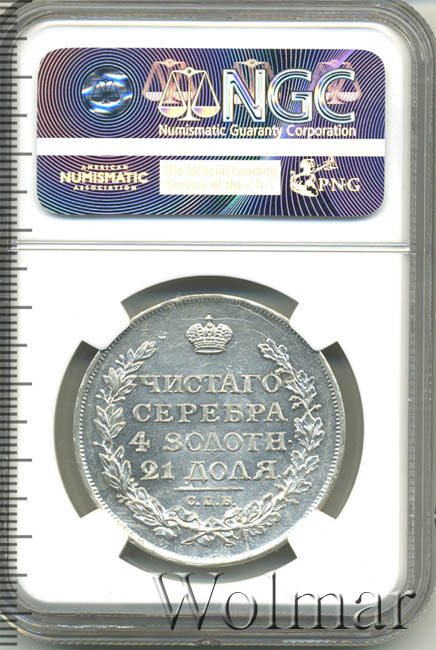 NGC
Numismatic Guaranty Corporation
AMERICAN
NUMISMATIC
ASSOCIATION
The Official Grading
Service of the
PNG
ЧИСТАГО
СЕРЕБРА
4 ЗОЛОТН.
21 ДОЛЯ
С.П.Б.
Wolmar